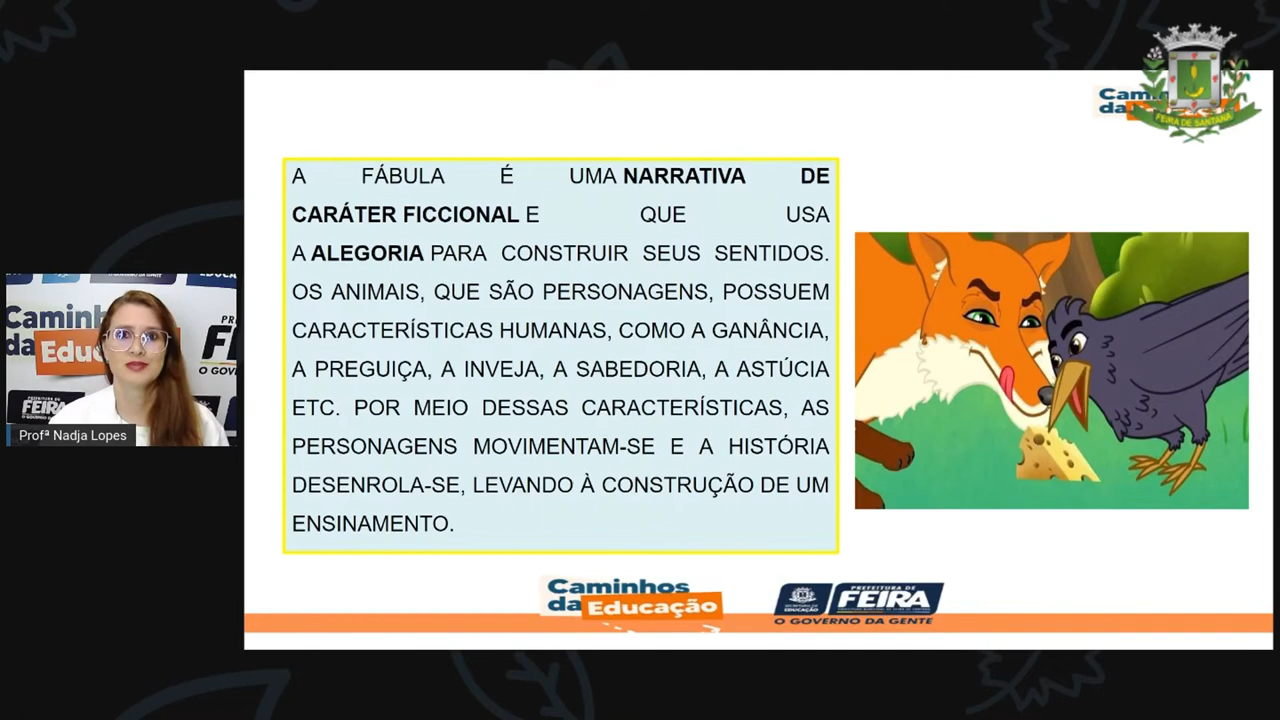 FEIRA DE SANTANA
A FÁBULA É UMA NARRATIVA DE
CARÁTER FICCIONAL E QUE USA
A ALEGORIA PARA CONSTRUIR SEUS SENTIDOS.
OS ANIMAIS, QUE SÃO PERSONAGENS, POSSUEM
CARACTERÍSTICAS HUMANAS, COMO A GANÂNCIA,
A PREGUIÇA, A INVEJA, A SABEDORIA, A ASTÚCIA
ETC. POR MEIO DESSAS CARACTERÍSTICAS, AS
PERSONAGENS MOVIMENTAM-SE E A HISTÓRIA
DESENROLA-SE, LEVANDO À CONSTRUÇÃO DE UM
ENSINAMENTO.
Profª Nadja Lopes
Caminhos
da Educação
PREFEITURA DE
FEIRA
SECRETARIA DE
EDUCAÇÃO
O GOVERNO DA GENTE